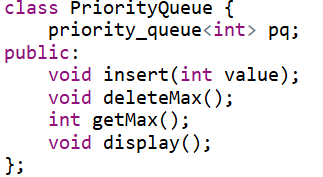 class PriorityQueue {
    priority_queue<int> pq;
public:
    void insert(int value);
    void deleteMax();
    int getMax();
    void display();
};